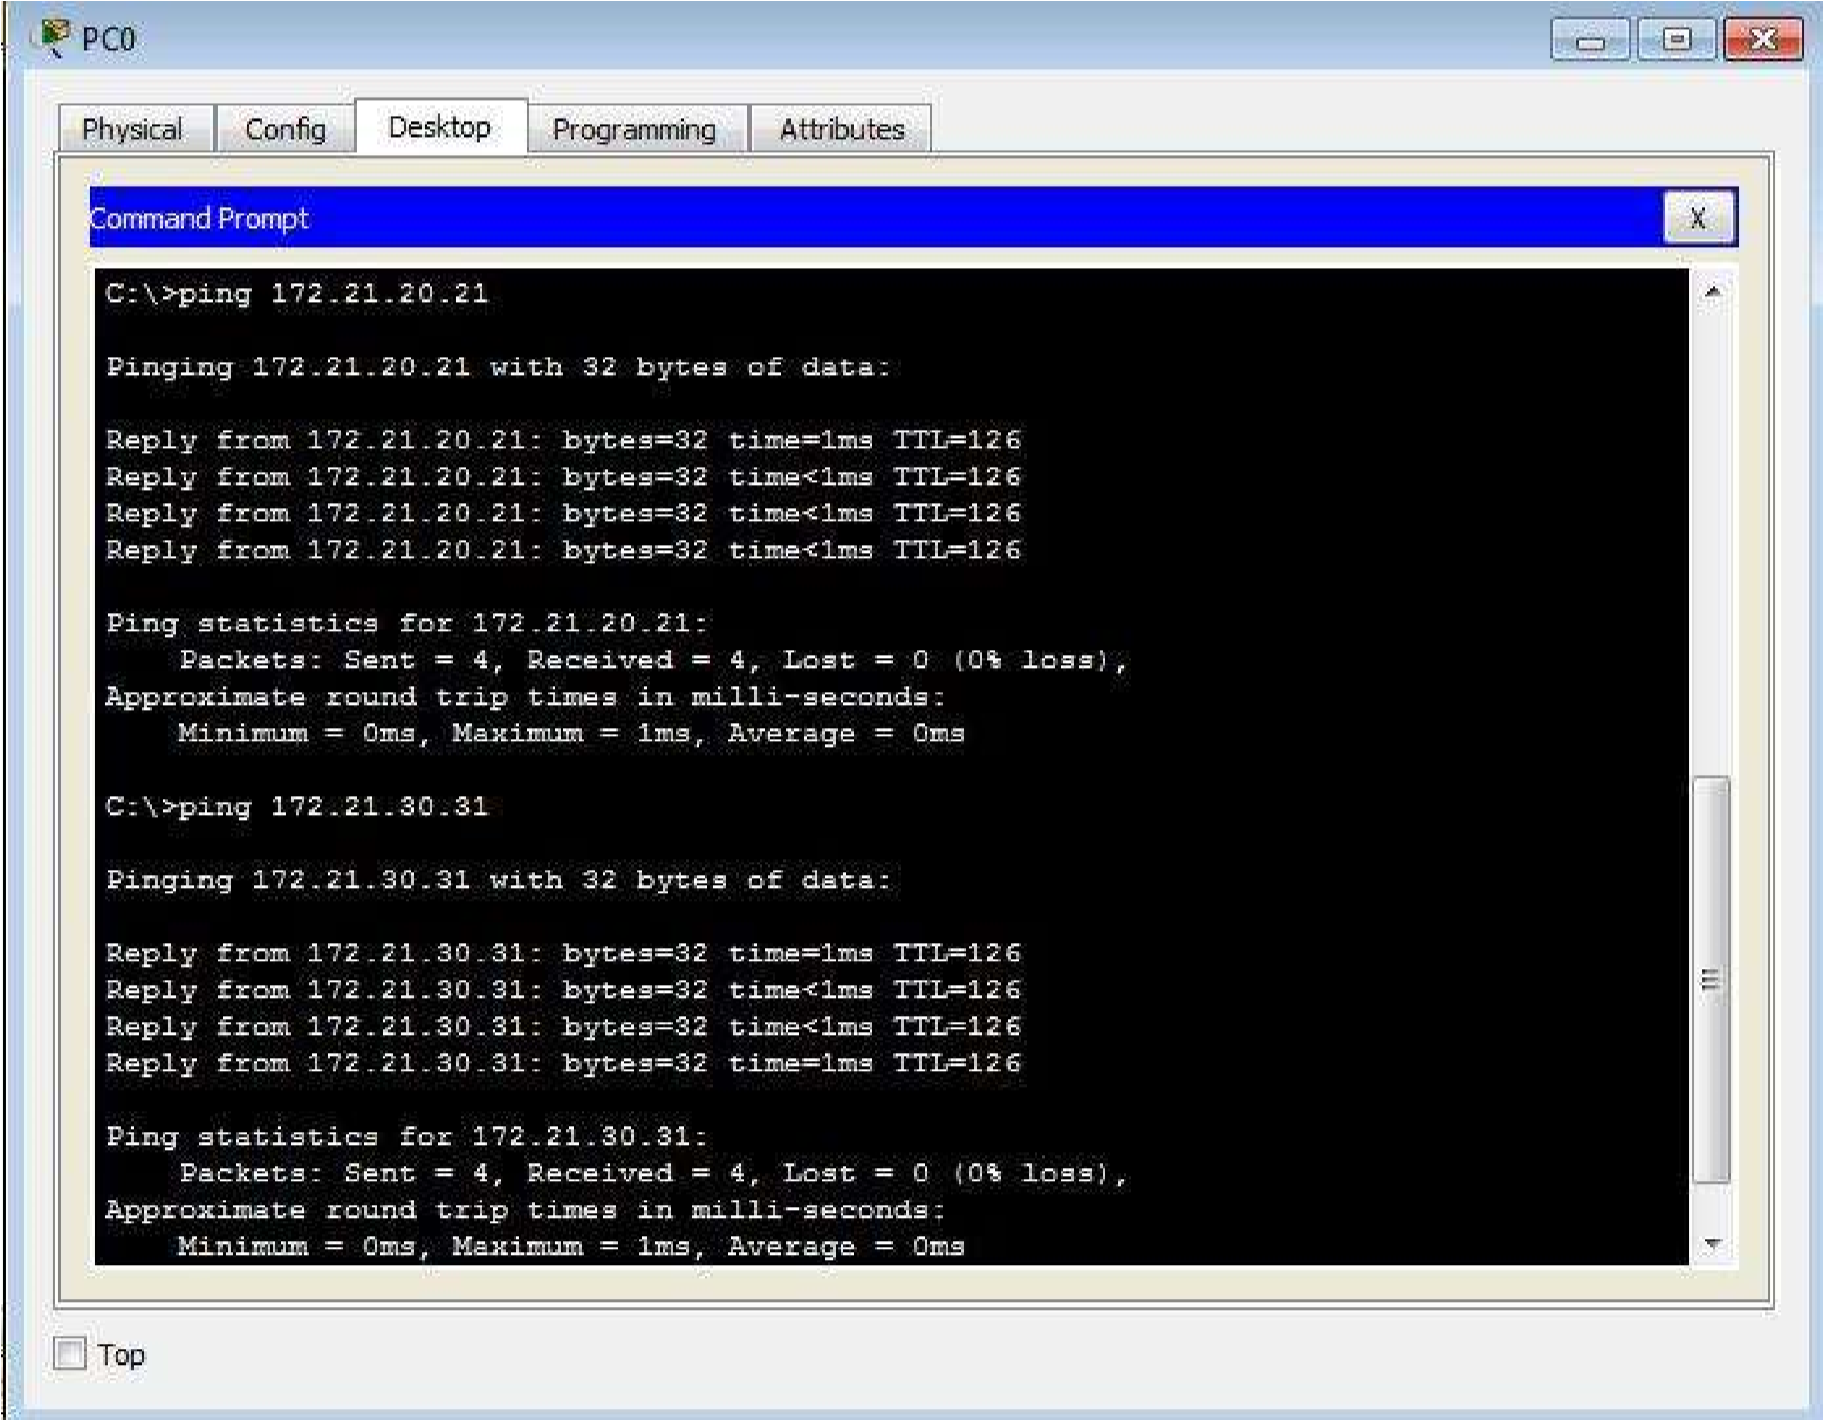 PC0
Physical Config Desktop Programming Attributes
Command Prompt X
C:\>ping 172.21.20.21
Pinging 172.21.20.21 with 32 bytes of data:
Reply from 172.21.20.21: bytes=32 time=1ms TTL=126
Reply from 172.21.20.21: bytes=32 time<1ms TTL=126
Reply from 172.21.20.21: bytes=32 time<1ms TTL=126
Reply from 172.21.20.21: bytes=32 time<1ms TTL=126
Ping statistics for 172.21.20.21:
Packets: Sent = 4, Received = 4, Lost = 0 (0% loss),
Approximate round trip times in milli-seconds:
Minimum = 0ms, Maximum = 1ms, Average = 0ms
C:\>ping 172.21.30.31
Pinging 172.21.30.31 with 32 bytes of data:
Reply from 172.21.30.31: bytes=32 time=1ms TTL=126
Reply from 172.21.30.31: bytes=32 time<1ms TTL=126
Reply from 172.21.30.31: bytes=32 time<1ms TTL=126
Reply from 172.21.30.31: bytes=32 time=1ms TTL=126
Ping statistics for 172.21.30.31:
Packets: Sent = 4, Received = 4, Lost = 0 (0% loss),
Approximate round trip times in milli-seconds:
Minimum = 0ms, Maximum = 1ms, Average = 0ms
Top